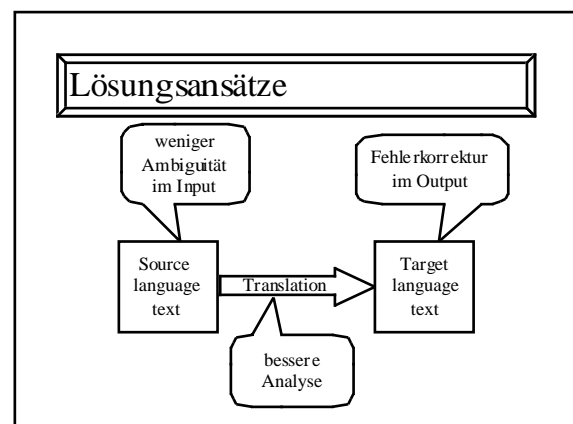 Lösungsansätze
weniger
Ambiguität
im Input
Fehlerkorrektur
im Output
Source
language
text
Translation
Target
language
text
bessere
Analyse